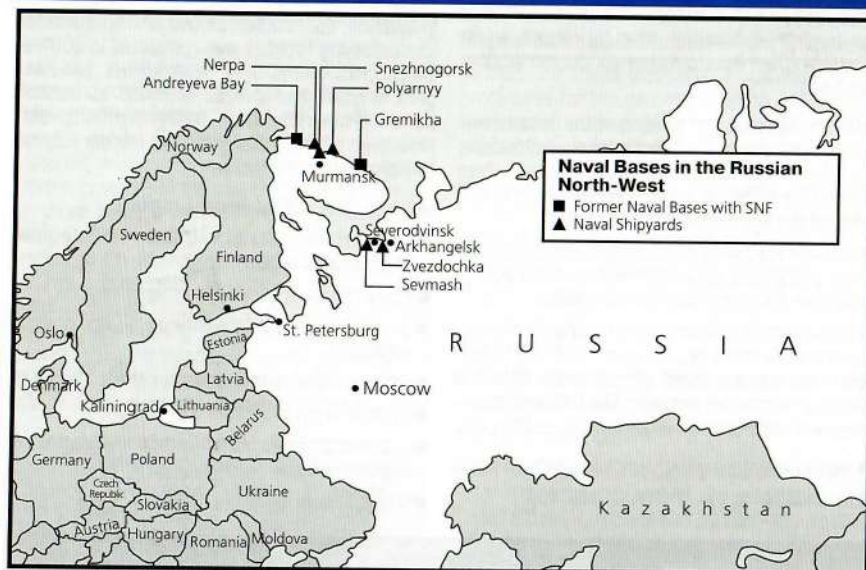 Nerpa
Andreyeva Bay
Snezhnogorsk
Polyarnyy
Gremikha
Norway
Murmansk
Naval Bases in the Russian
North-West
Former Naval Bases with SNF
Naval Shipyards
Sweden
Finland
Severodvinsk
Arkhangelsk
Zvezdochka
Sevmash
Helsinki
Oslo
St. Petersburg
Estonia
RUSSIA
Latvia
Denmark
Moscow
Kaliningrad
Lithuania
Belarus
Germany
Poland
Czech
Republic
Ukraine
Slovakia
Kazakhstan
Austria
Hungary
Romania
Moldova